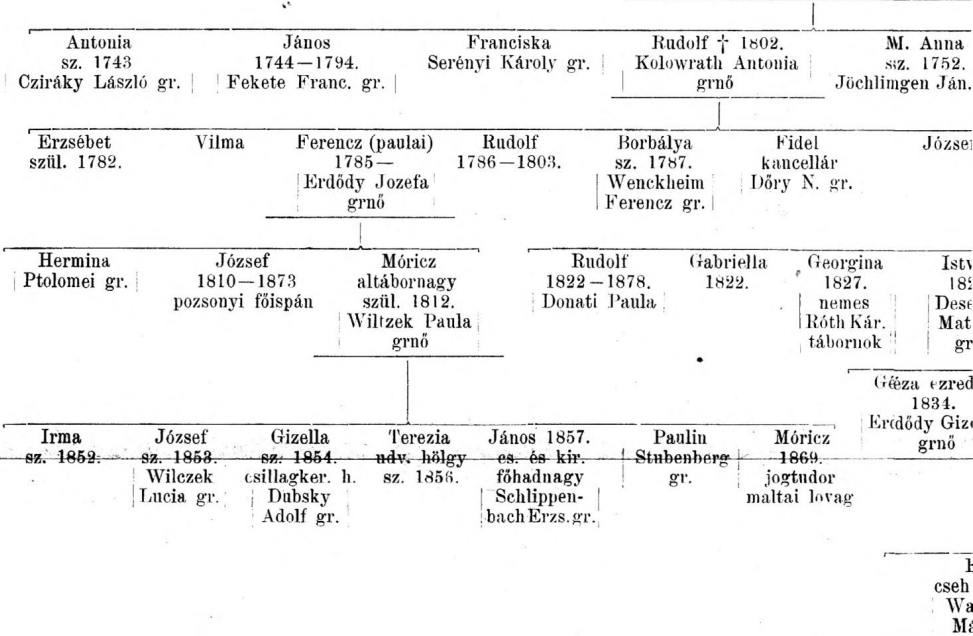 Antonia
sz. 1743
Cziráky László gr.
János
1744—1794.
Fekete Franc. gr.
Franciska
Serényi Károly gr.
Rudolf † 1802.
Kolowrath Antonia
grnő
M. Anna
sz. 1752.
Jöchlimgen Ján.
Erzsébet
szül. 1782.
Vilma
Ferencz (paulai)
1785—
Erdődy Jozefa
grnő
Rudolf
1786—1803.
Borbálya
sz. 1787.
Wenckheim
Ferencz gr.
Fidel
kancellár
Dőry N. gr.
Hermina
Ptolomei gr.
József
1810—1873
pozsonyi főispán
Móricz
altábornagy
szül. 1812.
Wiltzek Paula
grnő
Rudolf
1822—1878.
Donati Paula
Gabriella
1822.
Georgina
1827.
nemes
Róth Kár.
tábornok
Géza ezred
1834.
Erdődy Giz
grnő
Irma
sz. 1852.
József
sz. 1853.
Wilczek
Lucia gr.
Gizella
sz. 1854.
csillagker. h.
Dubsky
Adolf gr.
Terezia
udv. hölgy
sz. 1856.
János 1857.
cs. és kir.
főhadnagy
Schlippen-
bach Erzs. gr.
Paulin
Stubenberg
gr.
Móricz
1869.
jogtudor
maltai lovag
cseh